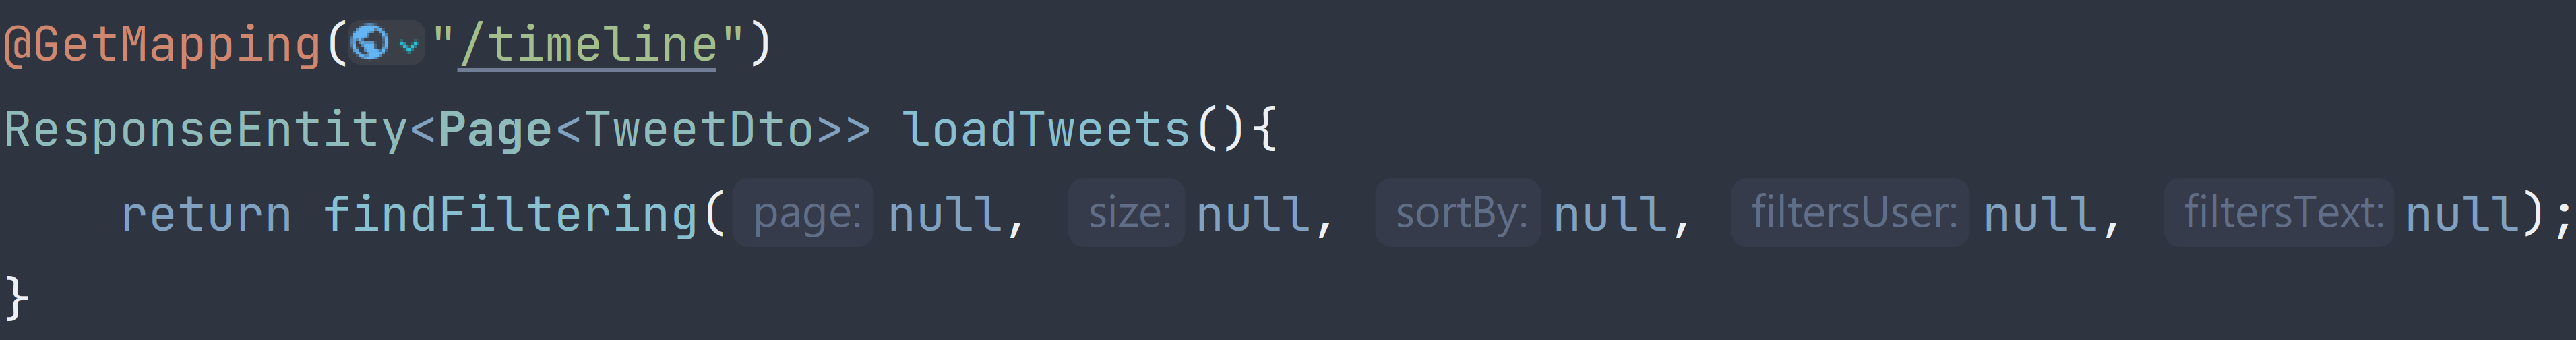 @GetMapping("/timeline")
ResponseEntity<Page<TweetDto>> loadTweets(){
return findFiltering( page: null, size: null, sortBy: null, filtersUser: null, filtersText: null);
}